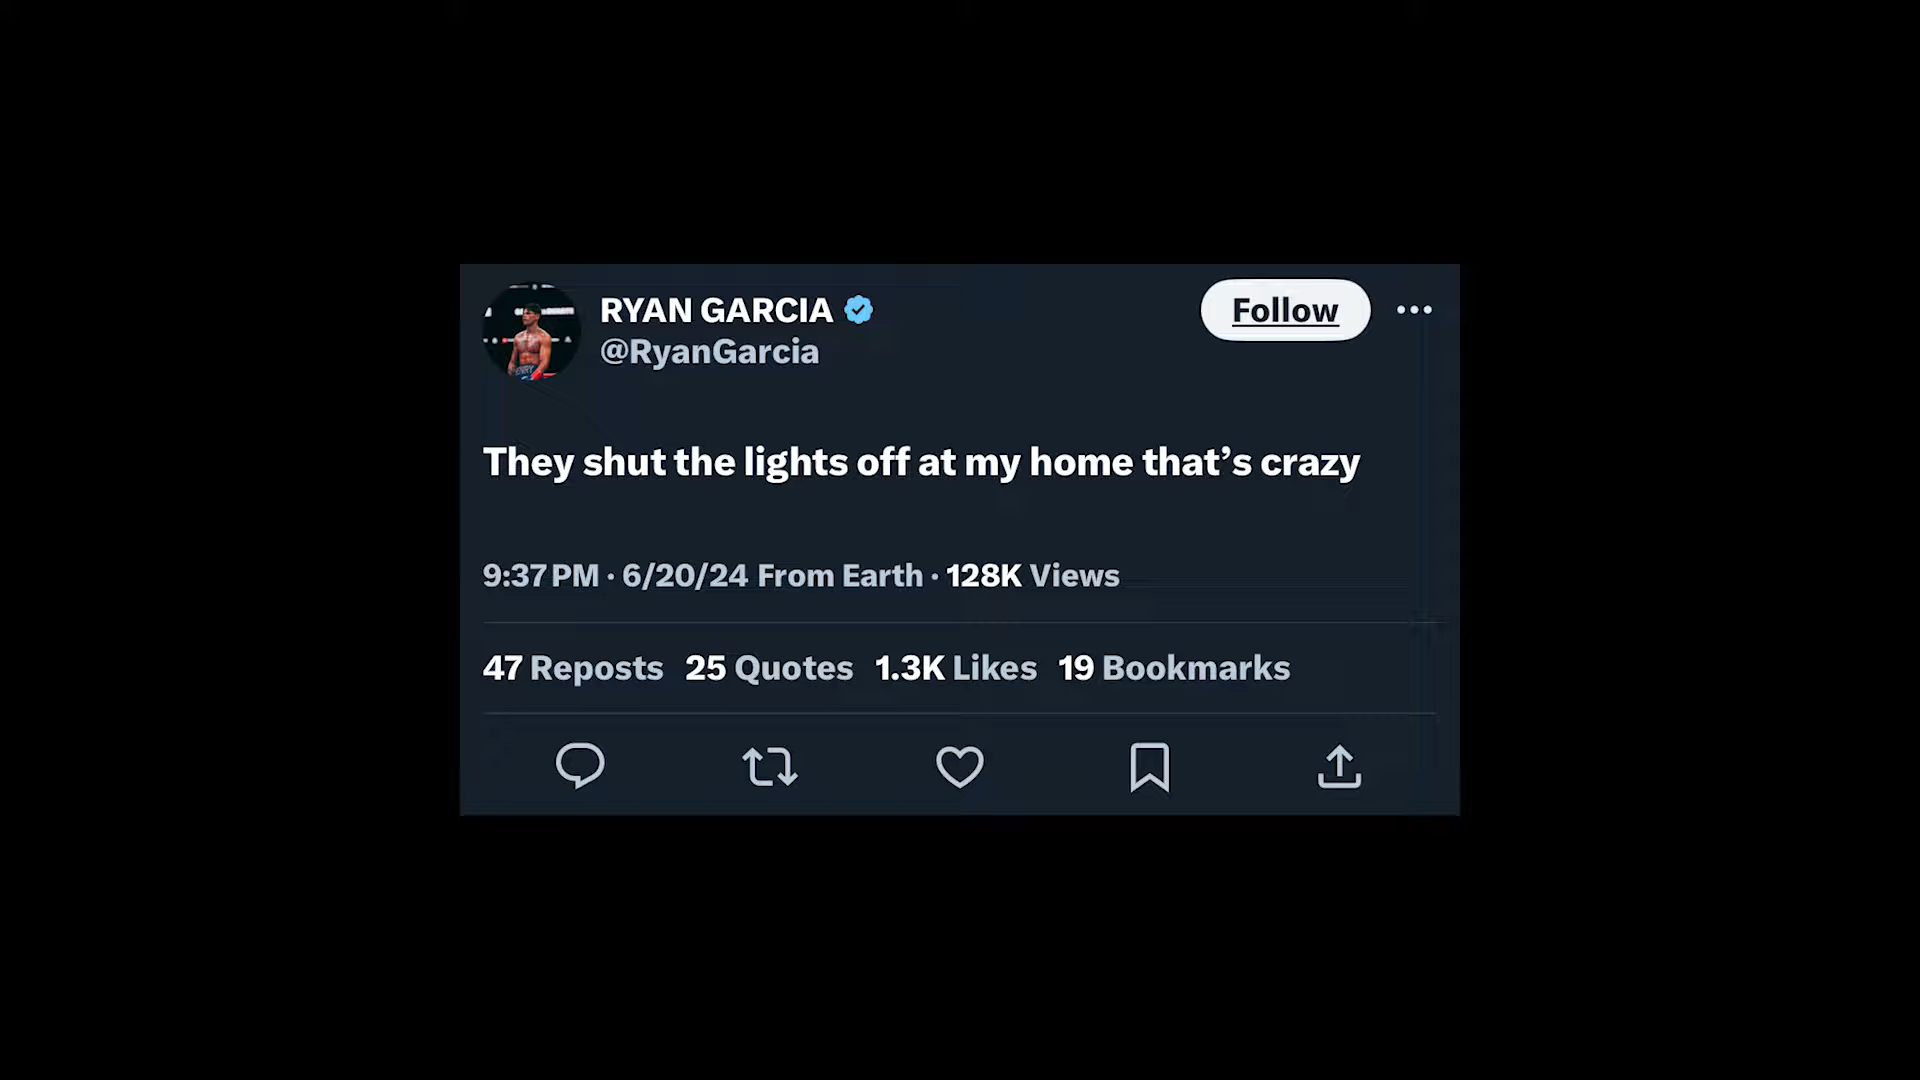 RYAN GARCIA
Follow
@RyanGarcia
They shut the lights off at my home that’s crazy
9:37 PM · 6/20/24 From Earth · 128K Views
47 Reposts 25 Quotes 1.3K Likes 19 Bookmarks